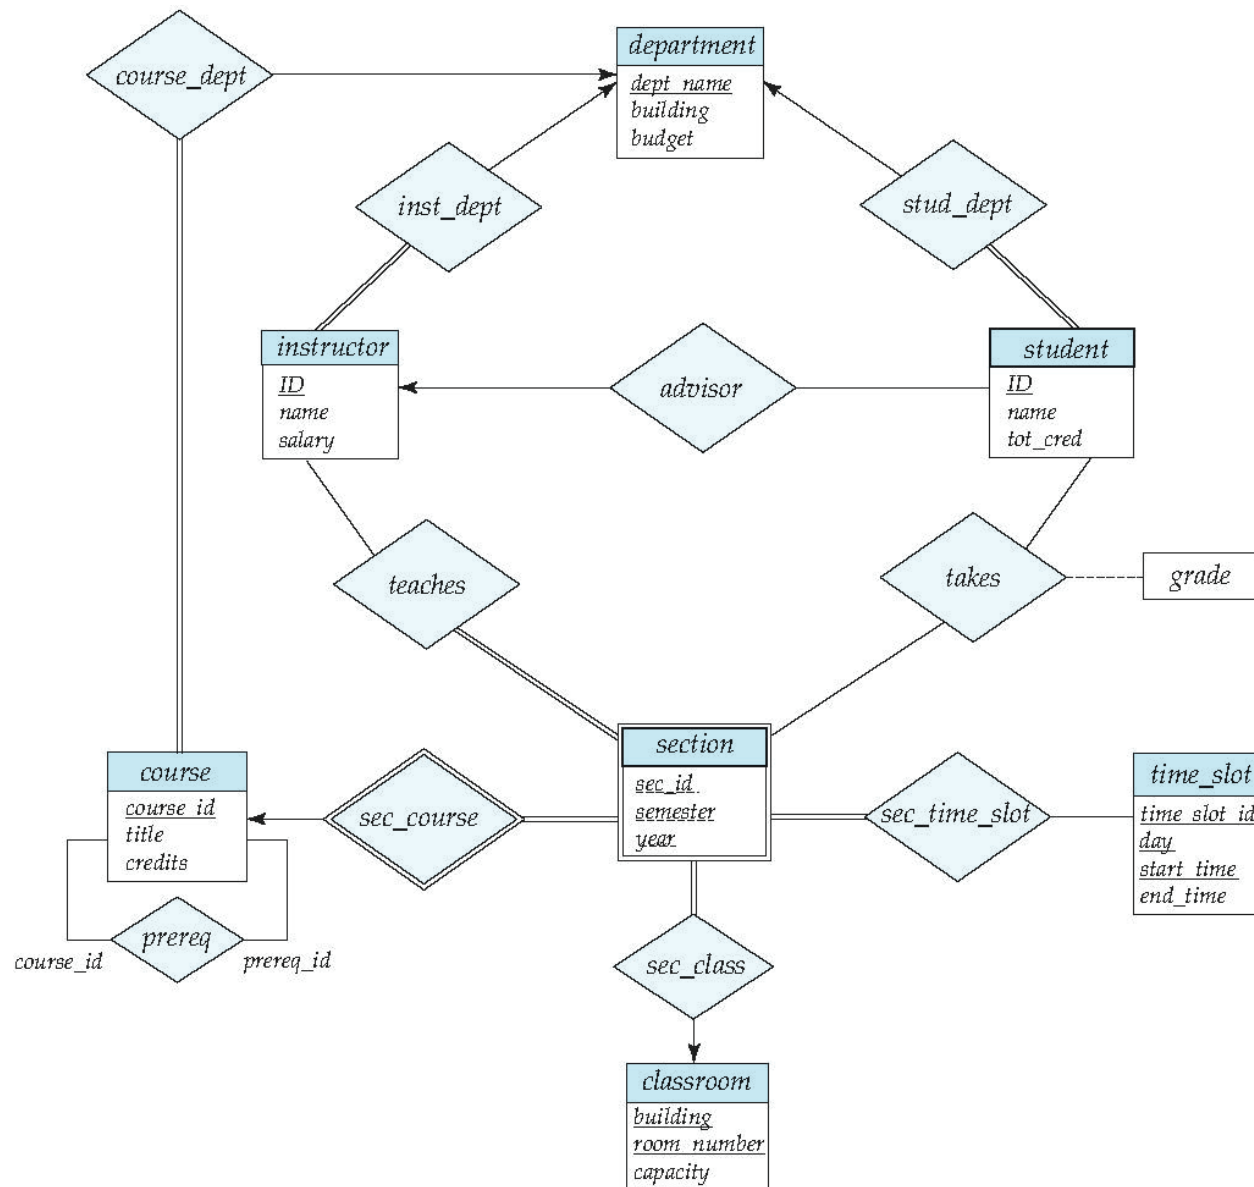 department
course_dept
dept_name
building
budget
inst_dept
stud_dept
instructor
ID
name
salary
advisor
student
ID
name
tot_cred
teaches
takes
grade
section
sec_id
semester
year
course
course_id
title
credits
sec_course
sec_time_slot
time_slot
time_slot_id
day
start_time
end_time
prereq
course_id
prereq_id
sec_class
classroom
building
room_number
capacity